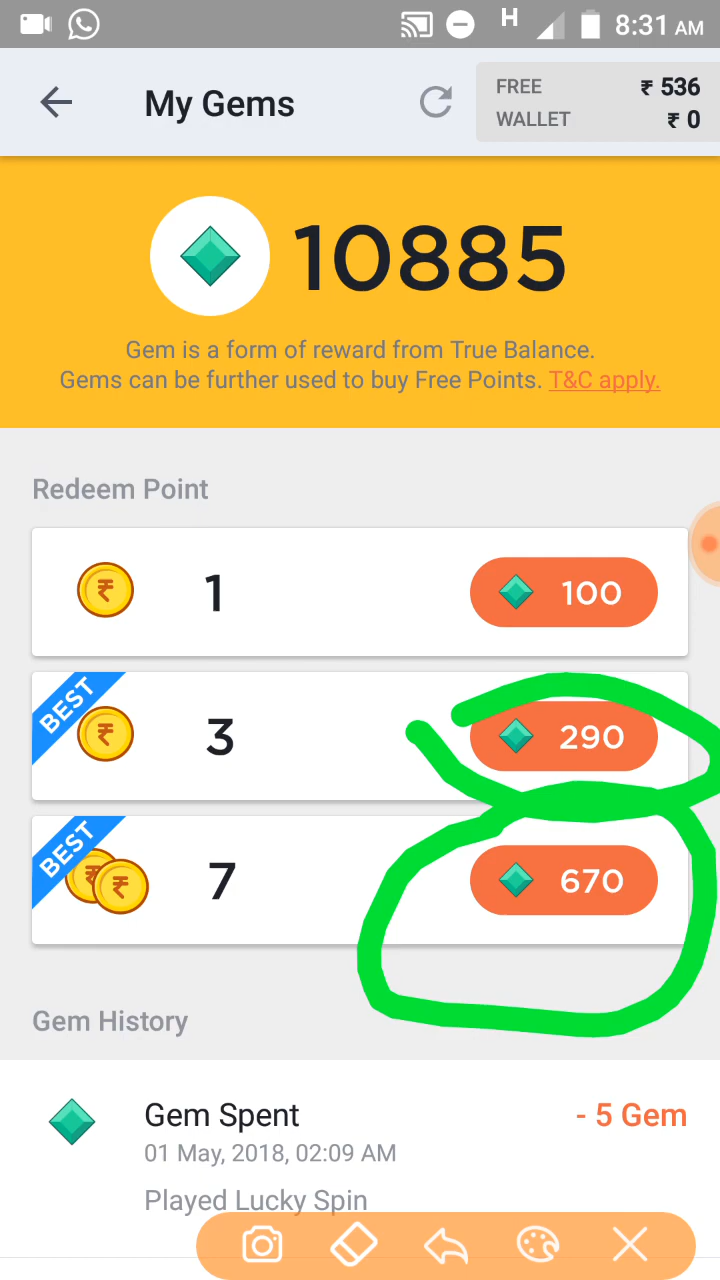 H 8:31 AM
My Gems
FREE ₹ 536
WALLET ₹ 0
10885
Gem is a form of reward from True Balance.
Gems can be further used to buy Free Points. T&C apply.
Redeem Point
₹ 1 100
BEST ₹ 3 290
BEST ₹ ₹ 7 670
Gem History
Gem Spent - 5 Gem
01 May, 2018, 02:09 AM
Played Lucky Spin